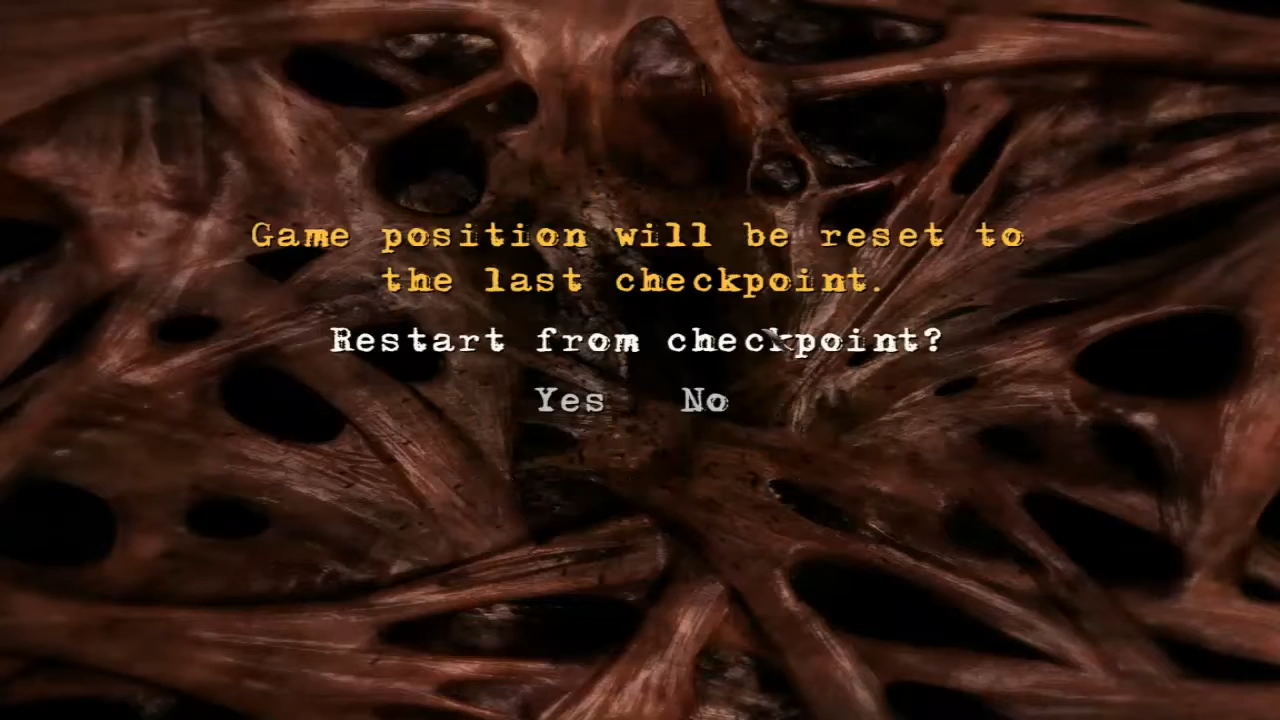 Game position will be reset to
the last checkpoint.
Restart from checkpoint?
Yes No